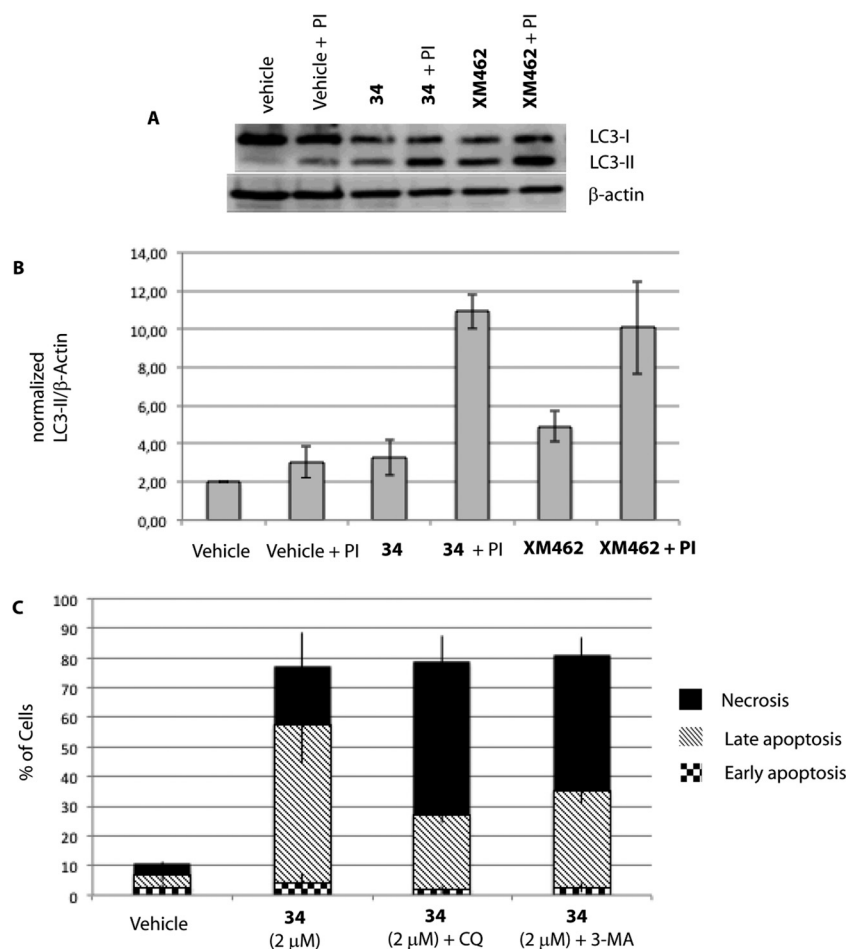 A
vehicle
Vehicle + PI
34
34 + PI
XM462
XM462 + PI
LC3-I
LC3-II
β-actin
B
normalized
LC3-II/β-Actin
14,00
12,00
10,00
8,00
6,00
4,00
2,00
0,00
Vehicle Vehicle + PI 34 34 + PI XM462 XM462 + PI
C
% of Cells
100
90
80
70
60
50
40
30
20
10
0
Vehicle 34 34 34
(2 μM) (2 μM) + CQ (2 μM) + 3-MA
Necrosis
Late apoptosis
Early apoptosis